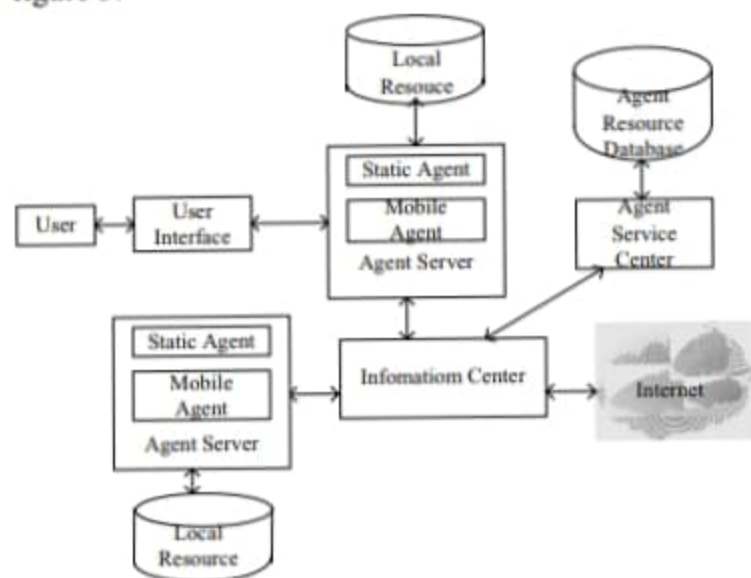 Local
Resouce
Agent
Resource
Database
Static Agent
Mobile
Agent
Agent Server
User
User
Interface
Agent
Service
Center
Static Agent
Mobile
Agent
Agent Server
Infomatiom Center
Internet
Local
Resource